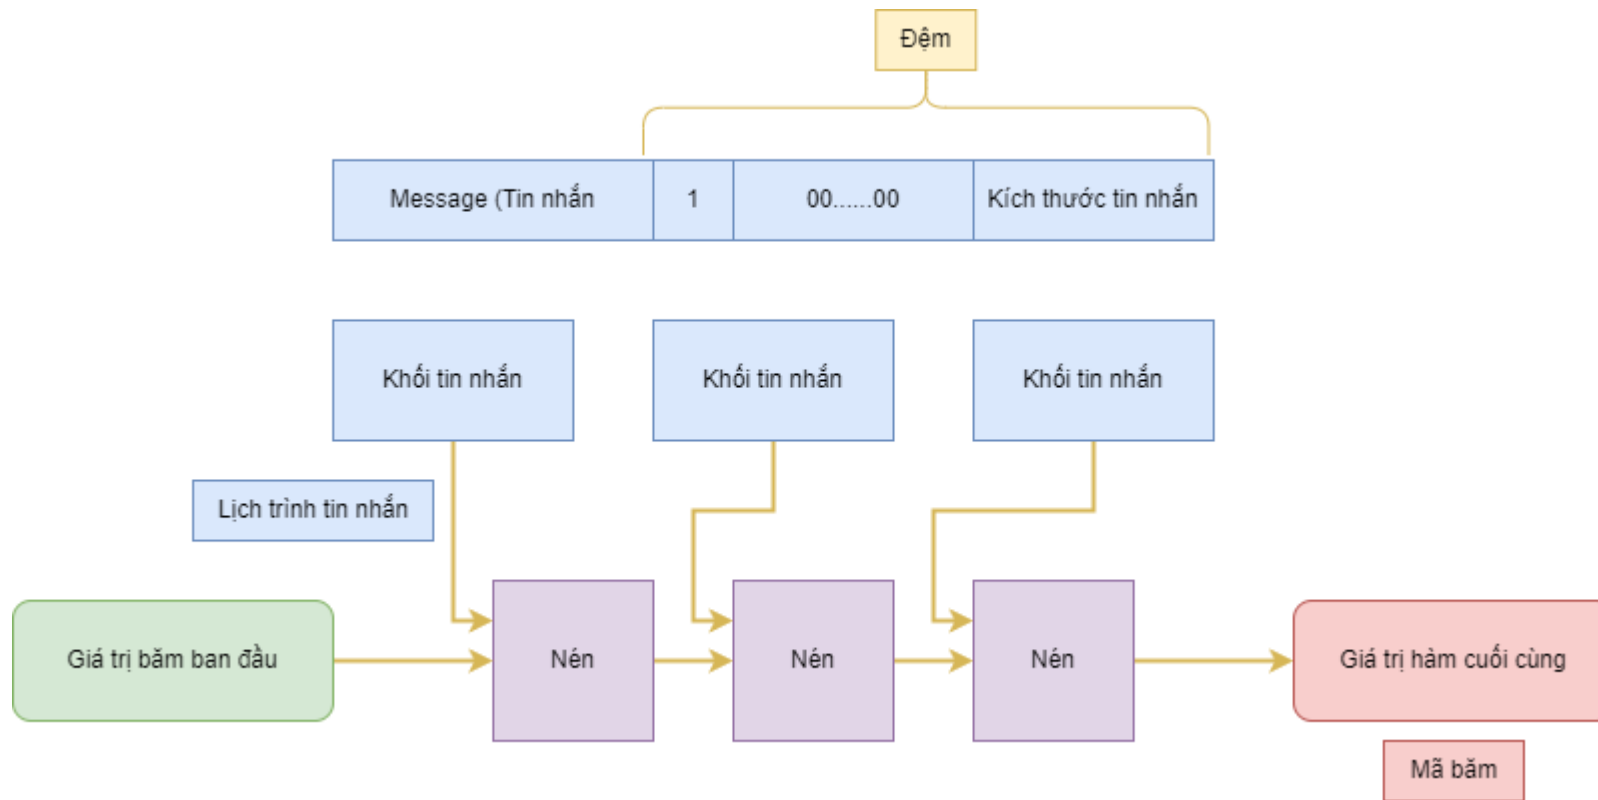 Đệm
Message (Tin nhắn
1
00......00
Kích thước tin nhắn
Khối tin nhắn
Khối tin nhắn
Khối tin nhắn
Lịch trình tin nhắn
Giá trị băm ban đầu
Nén
Nén
Nén
Giá trị hàm cuối cùng
Mã băm